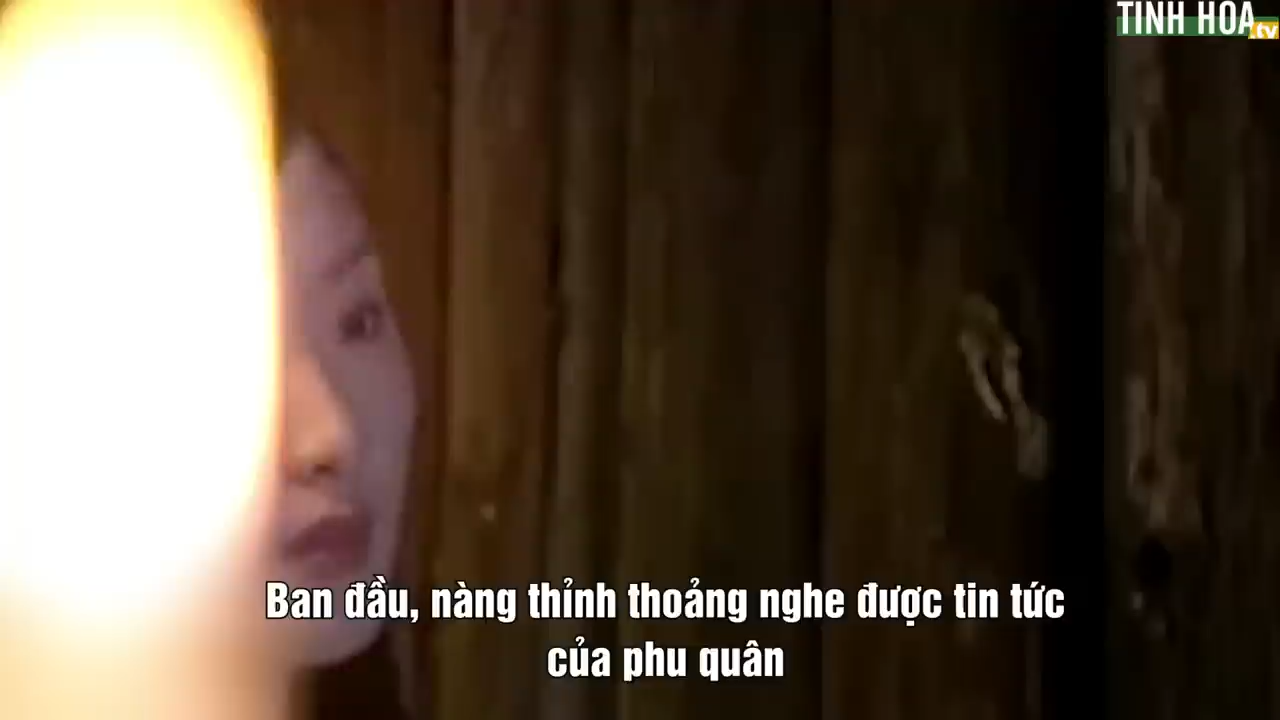 TINH HOA
.tv
Ban đầu, nàng thỉnh thoảng nghe được tin tức
của phu quân